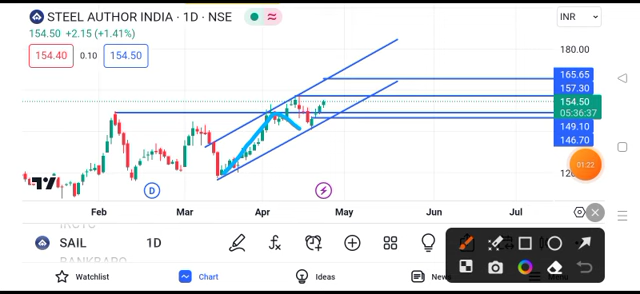 STEEL AUTHOR INDIA · 1D · NSE
INR
154.50 +2.15 (+1.41%)
154.40
0.10
154.50
180.00
165.65
157.30
154.50
05:36:37
149.10
146.70
01:22
D
Feb
Mar
Apr
May
Jun
Jul
SAIL
1D
Watchlist
Chart
Ideas
News
Menu